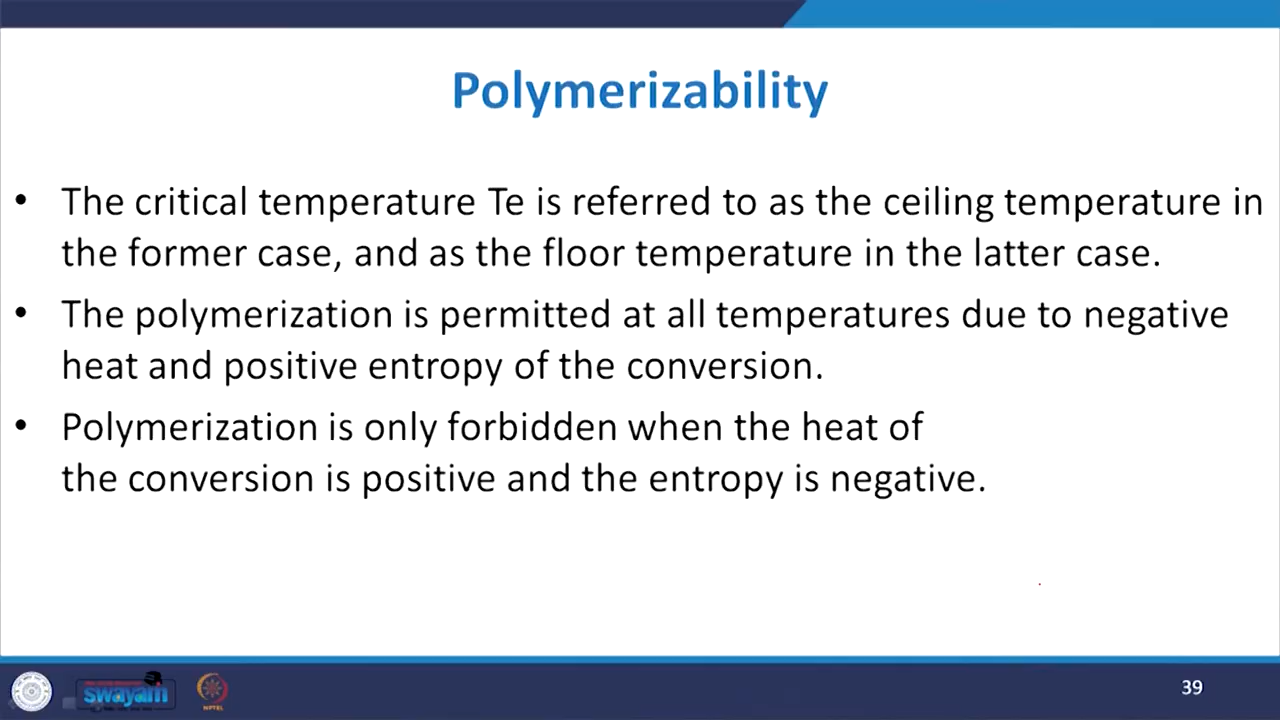 Polymerizability
• The critical temperature Te is referred to as the ceiling temperature in
the former case, and as the floor temperature in the latter case.
• The polymerization is permitted at all temperatures due to negative
heat and positive entropy of the conversion.
• Polymerization is only forbidden when the heat of
the conversion is positive and the entropy is negative.
swayam
NPTEL
39